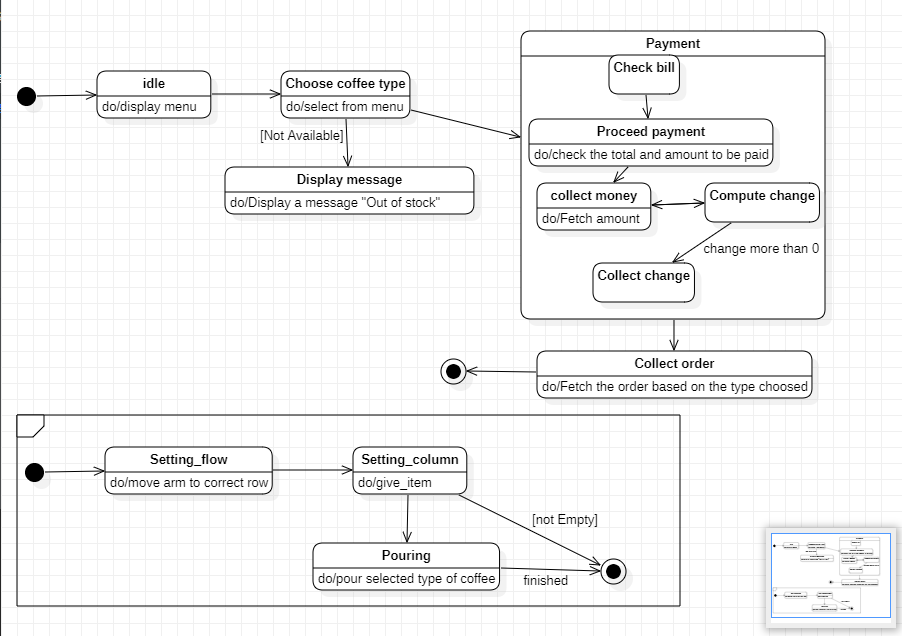 Payment
Check bill
idle
do/display menu
Choose coffee type
do/select from menu
[Not Available]
Proceed payment
do/check the total and amount to be paid
Display message
do/Display a message "Out of stock"
collect money
do/Fetch amount
Compute change
change more than 0
Collect change
Collect order
do/Fetch the order based on the type choosed
Setting_flow
do/move arm to correct row
Setting_column
do/give_item
[not Empty]
Pouring
do/pour selected type of coffee
finished